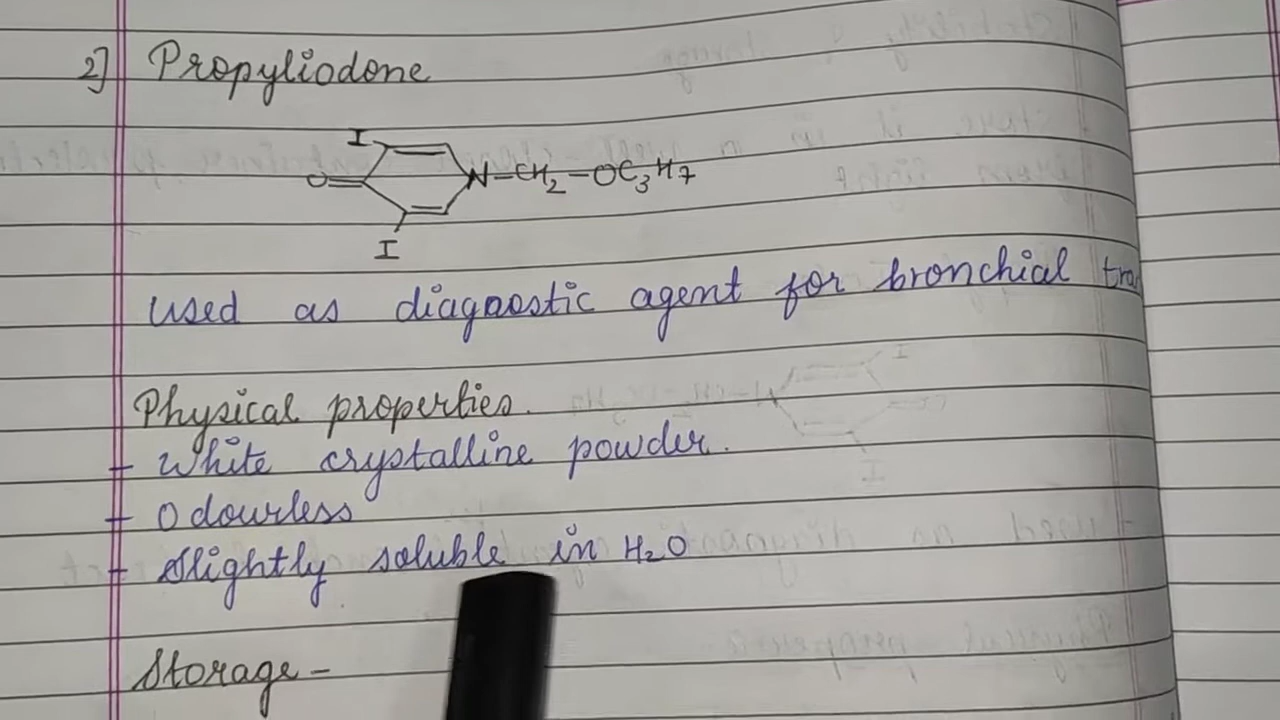 2] Propyliodone
I
O N-CH2-OC3H7
I
used as diagnostic agent for bronchial
Physical properties.
- White crystalline powder.
- Odourless
- Slightly soluble in H2O
Storage -